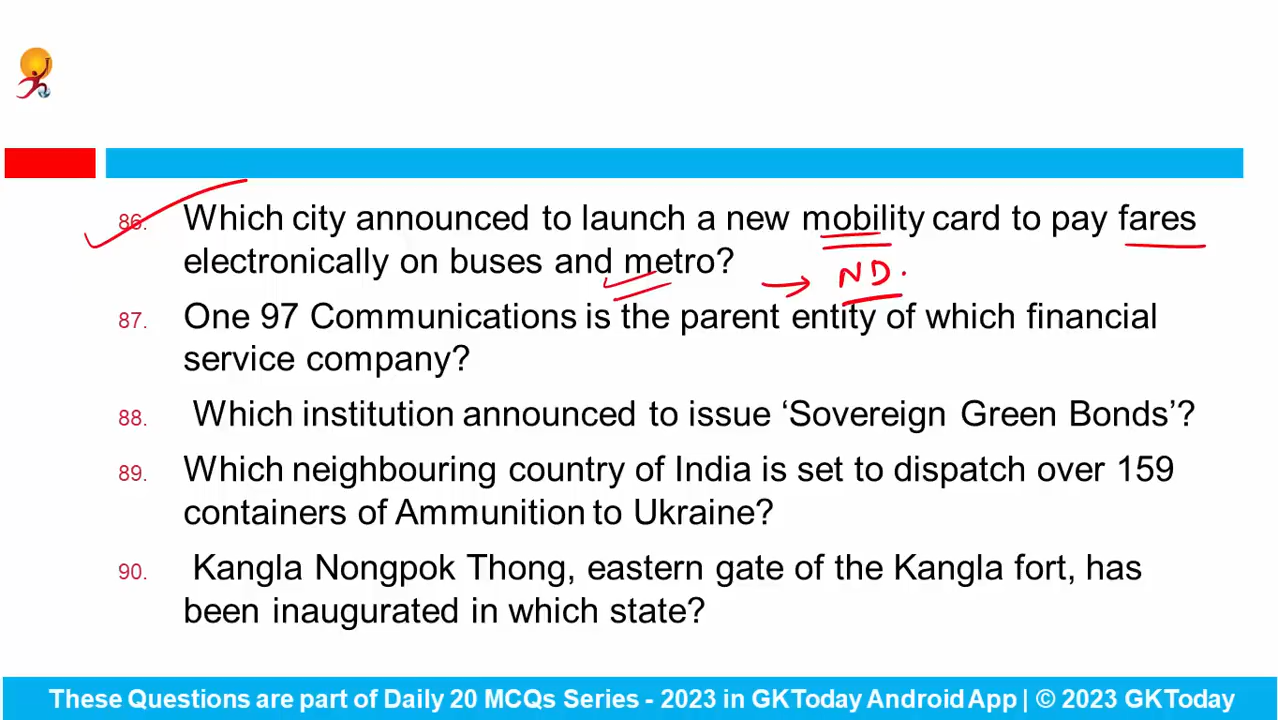 86. Which city announced to launch a new mobility card to pay fares
electronically on buses and metro?
→ ND.
87. One 97 Communications is the parent entity of which financial
service company?
88. Which institution announced to issue ‘Sovereign Green Bonds’?
89. Which neighbouring country of India is set to dispatch over 159
containers of Ammunition to Ukraine?
90. Kangla Nongpok Thong, eastern gate of the Kangla fort, has
been inaugurated in which state?
These Questions are part of Daily 20 MCQs Series - 2023 in GKToday Android App | © 2023 GKToday